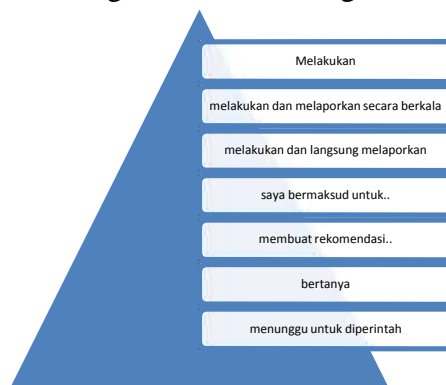 Melakukan
melakukan dan melaporkan secara berkala
melakukan dan langsung melaporkan
saya bermaksud untuk..
membuat rekomendasi..
bertanya
menunggu untuk diperintah